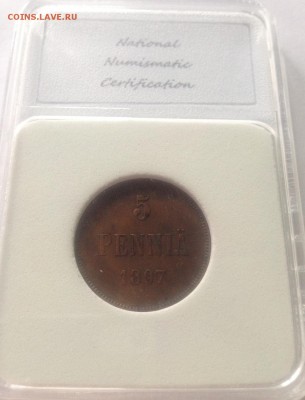 COINS.LAVE.RU
National
Numismatic
Certification
5
PENNIÄ